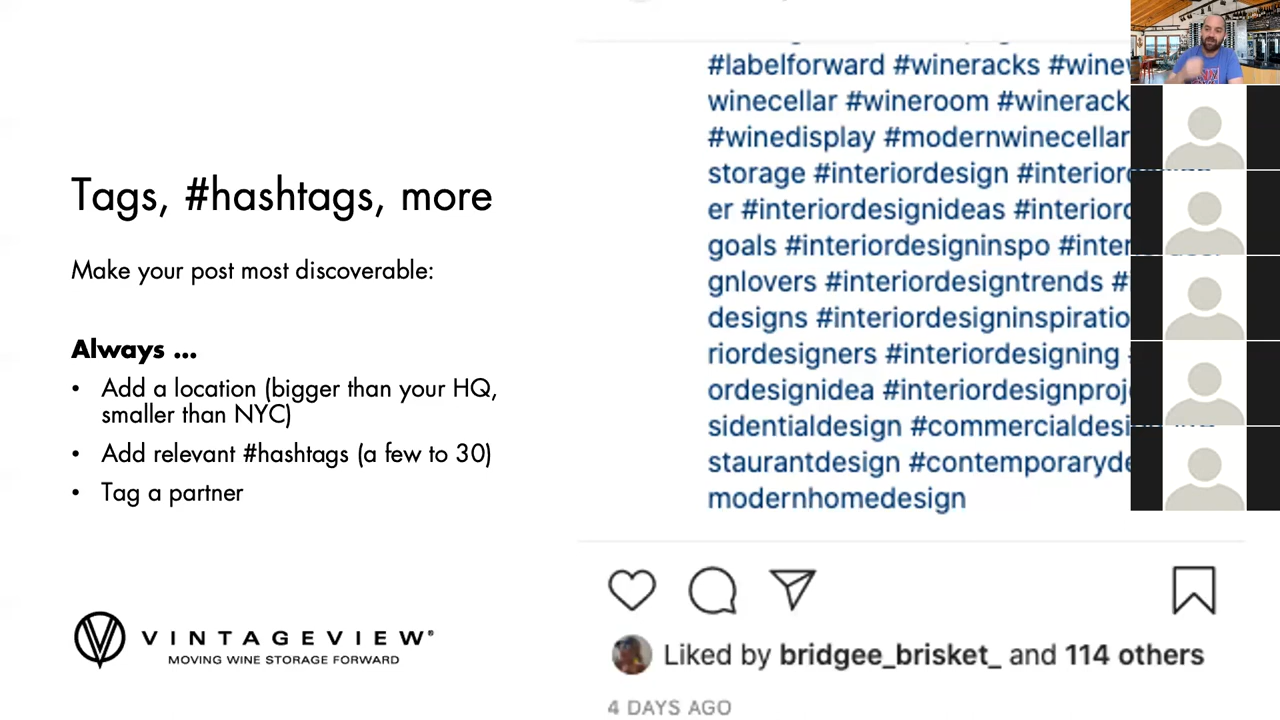 Tags, #hashtags, more
Make your post most discoverable:
Always ...
• Add a location (bigger than your HQ,
smaller than NYC)
• Add relevant #hashtags (a few to 30)
• Tag a partner
VINTAGEVIEW®
MOVING WINE STORAGE FORWARD
#labelforward #wineracks
winecellar #wineroom
#winedisplay #modernwinecellar
storage #interiordesign
er #interiordesignideas
goals #interiordesigninspo
gnlovers #interiordesigntrends
designs
riordesigners #interiordesigning
ordesignidea
sidentialdesign
staurantdesign
modernhomedesign
Liked by bridgee_brisket_ and 114 others
4 DAYS AGO